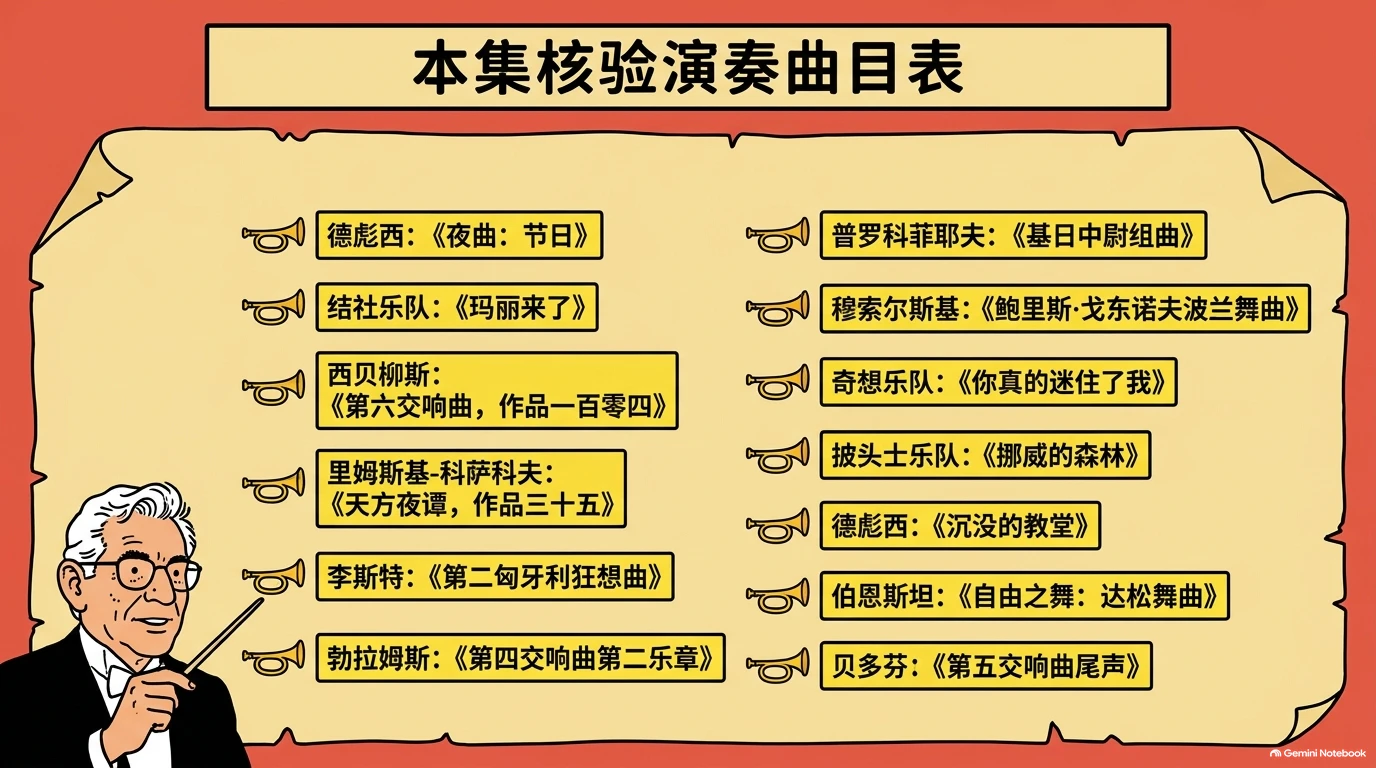 本集核验演奏曲目表
德彪西：《夜曲：节日》
结社乐队：《玛丽来了》
西贝柳斯：
《第六交响曲，作品一百零四》
里姆斯基-科萨科夫：
《天方夜谭，作品三十五》
李斯特：《第二匈牙利狂想曲》
勃拉姆斯：《第四交响曲第二乐章》
普罗科菲耶夫：《基日中尉组曲》
穆索尔斯基：《鲍里斯·戈东诺夫波兰舞曲》
奇想乐队：《你真的迷住了我》
披头士乐队：《挪威的森林》
德彪西：《沉没的教堂》
伯恩斯坦：《自由之舞：达松舞曲》
贝多芬：《第五交响曲尾声》
Gemini Notebook